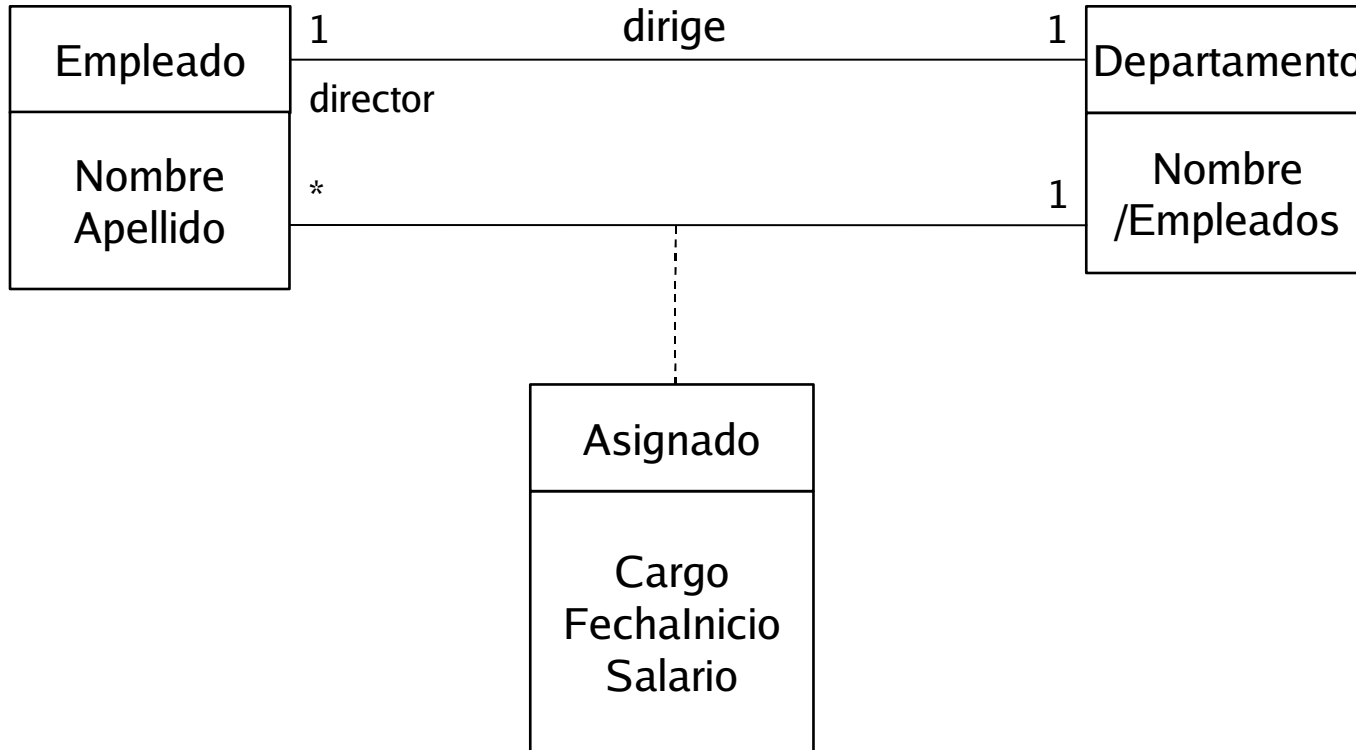 Empleado
1
dirige
1
Departamento
director
Nombre
Apellido
*
1
Nombre
/Empleados
Asignado
Cargo
FechaInicio
Salario